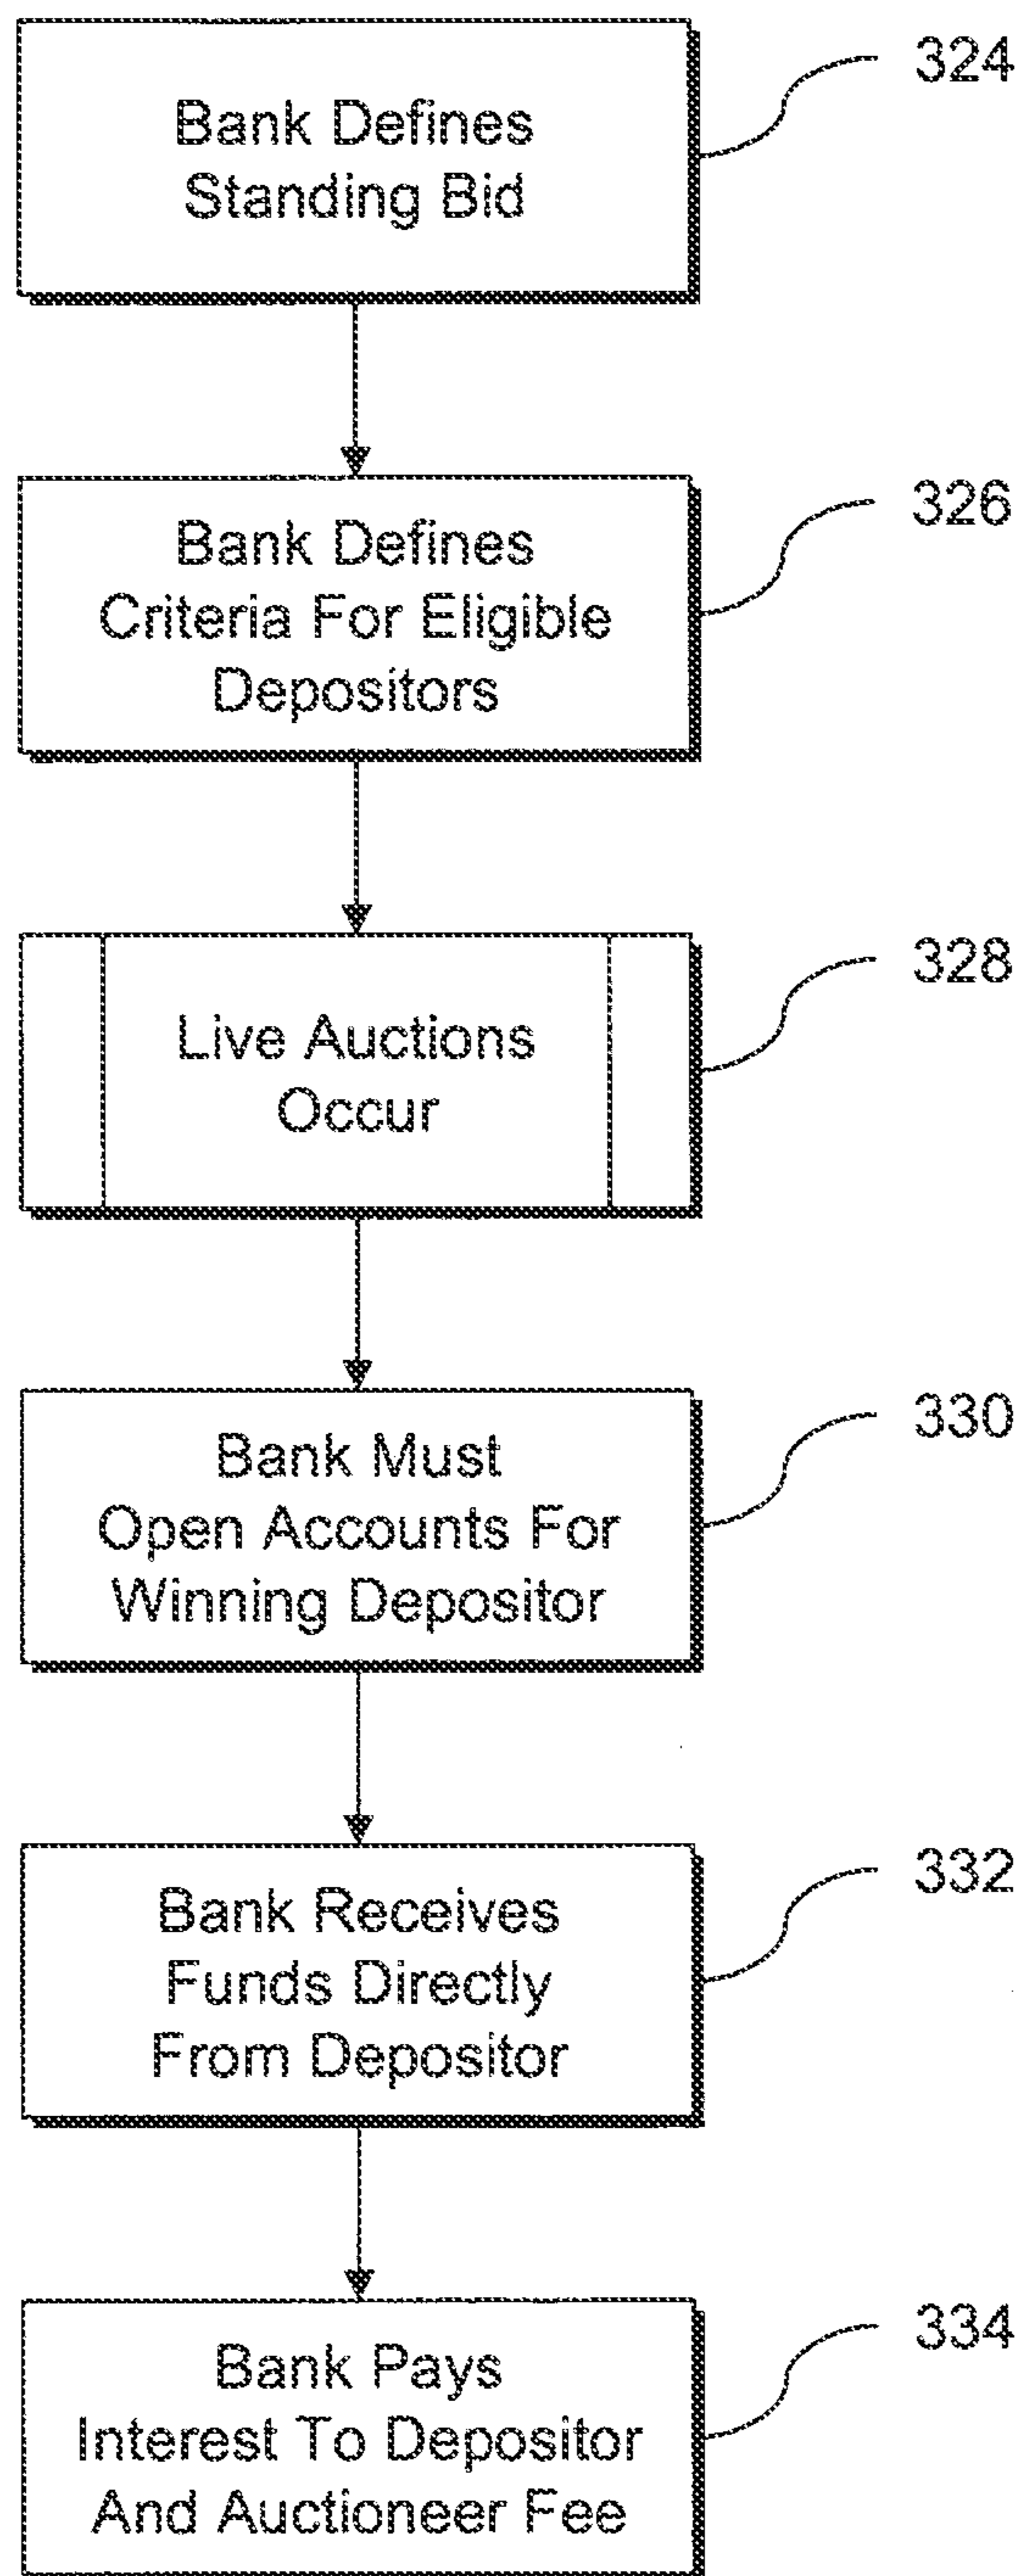 324
Bank Defines
Standing Bid
326
Bank Defines
Criteria For Eligible
Depositors
328
Live Auctions
Occur
330
Bank Must
Open Accounts For
Winning Depositor
332
Bank Receives
Funds Directly
From Depositor
334
Bank Pays
Interest To Depositor
And Auctioneer Fee